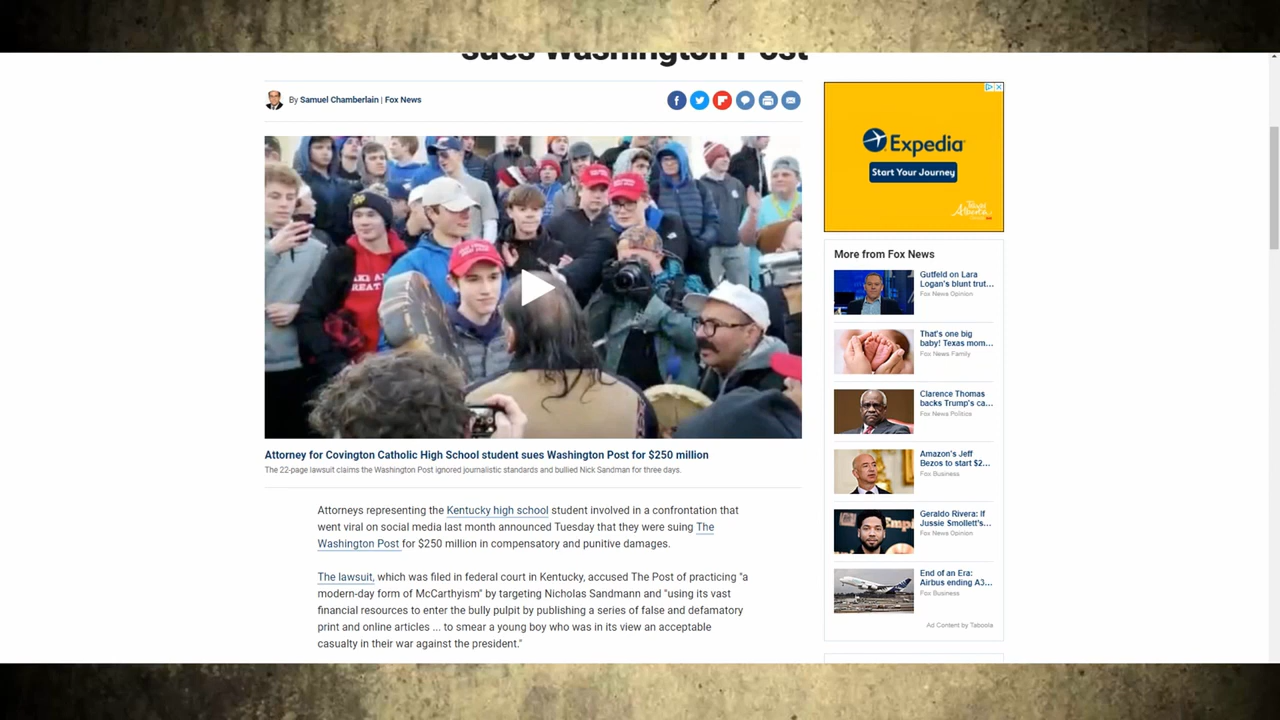 sues Washington Post
By Samuel Chamberlain | Fox News
Expedia
Start Your Journey
More from Fox News
Gutfeld on Lara
Logan's blunt trut...
Fox News Opinion
That's one big
baby! Texas mom...
Fox News Family
Clarence Thomas
backs Trump's ca...
Fox News Politics
Amazon's Jeff
Bezos to start $2...
Fox Business
Geraldo Rivera: If
Jussie Smollett's...
Fox News Opinion
End of an Era:
Airbus ending A3...
Fox Business
Ad Content by Taboola
Attorney for Covington Catholic High School student sues Washington Post for $250 million
The 22-page lawsuit claims the Washington Post ignored journalistic standards and bullied Nick Sandman for three days.
Attorneys representing the Kentucky high school student involved in a confrontation that
went viral on social media last month announced Tuesday that they were suing The
Washington Post for $250 million in compensatory and punitive damages.
The lawsuit, which was filed in federal court in Kentucky, accused The Post of practicing "a
modern-day form of McCarthyism" by targeting Nicholas Sandmann and "using its vast
financial resources to enter the bully pulpit by publishing a series of false and defamatory
print and online articles ... to smear a young boy who was in its view an acceptable
casualty in their war against the president."